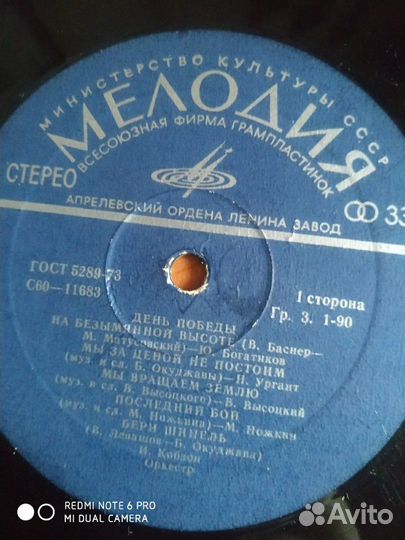 МИНИСТЕРСТВО КУЛЬТУРЫ СССР
МЕЛОДИЯ
ВСЕСОЮЗНАЯ ФИРМА ГРАМПЛАСТИНОК
СТЕРЕО
33
АПРЕЛЕВСКИЙ ОРДЕНА ЛЕНИНА ЗАВОД
ГОСТ 5289-73
С60—11683
1 сторона
Гр. 3. 1-90
ДЕНЬ ПОБЕДЫ
НА БЕЗЫМЯННОЙ ВЫСОТЕ (В. Баснер—
М. Матусовский)—Ю. Богатиков
МЫ ЗА ЦЕНОЙ НЕ ПОСТОИМ
(муз. и сл. Б. Окуджавы)—Н. Ургант
МЫ ВРАЩАЕМ ЗЕМЛЮ
(муз. и сл. В. Высоцкого)—В. Высоцкий
ПОСЛЕДНИЙ БОЙ
(муз. и сл. М. Ножкина)—М. Ножкин
БЕРИ ШИНЕЛЬ
(В. Левашов—Б. Окуджава)
И. Кобзон
Оркестр
REDMI NOTE 6 PRO
MI DUAL CAMERA
Avito